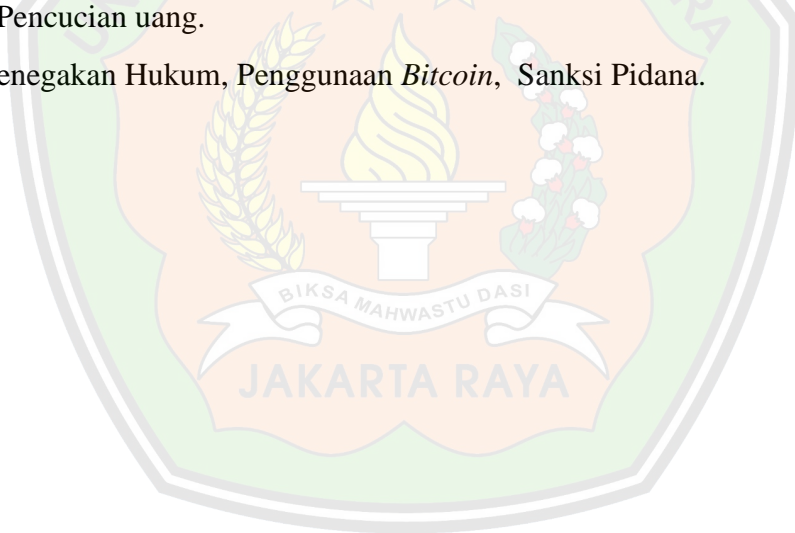 Pencucian uang.
enegakan Hukum, Penggunaan Bitcoin, Sanksi Pidana.
BIKSA MAHWASTU DASI
JAKARTA RAYA